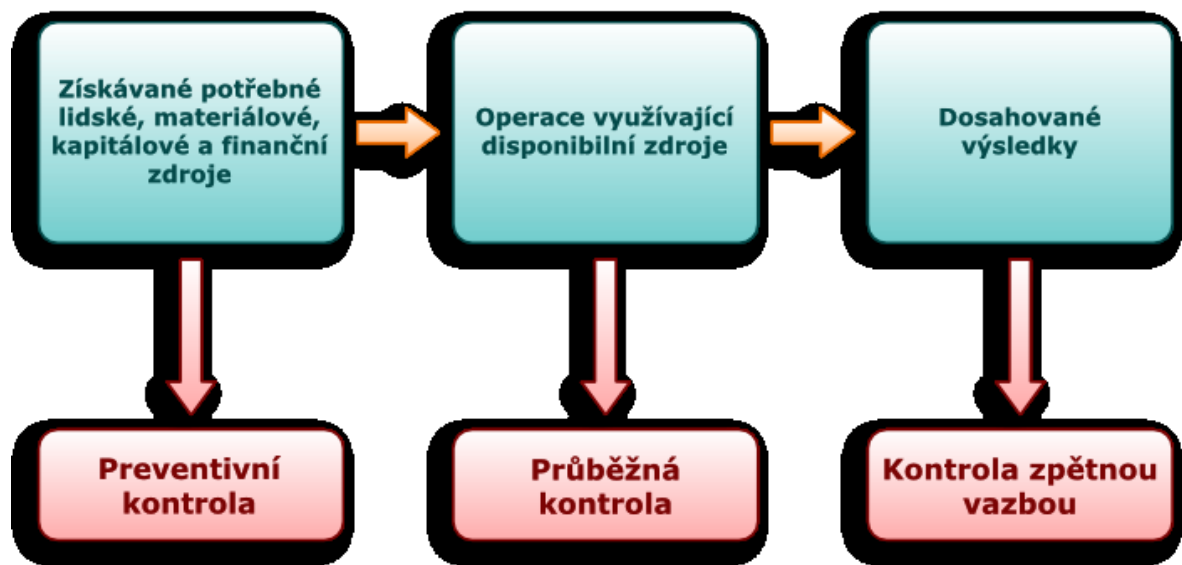 Získávané potřebné
lidské, materiálové,
kapitálové a finanční
zdroje
Operace využívající
disponibilní zdroje
Dosahované
výsledky
Preventivní
kontrola
Průběžná
kontrola
Kontrola zpětnou
vazbou